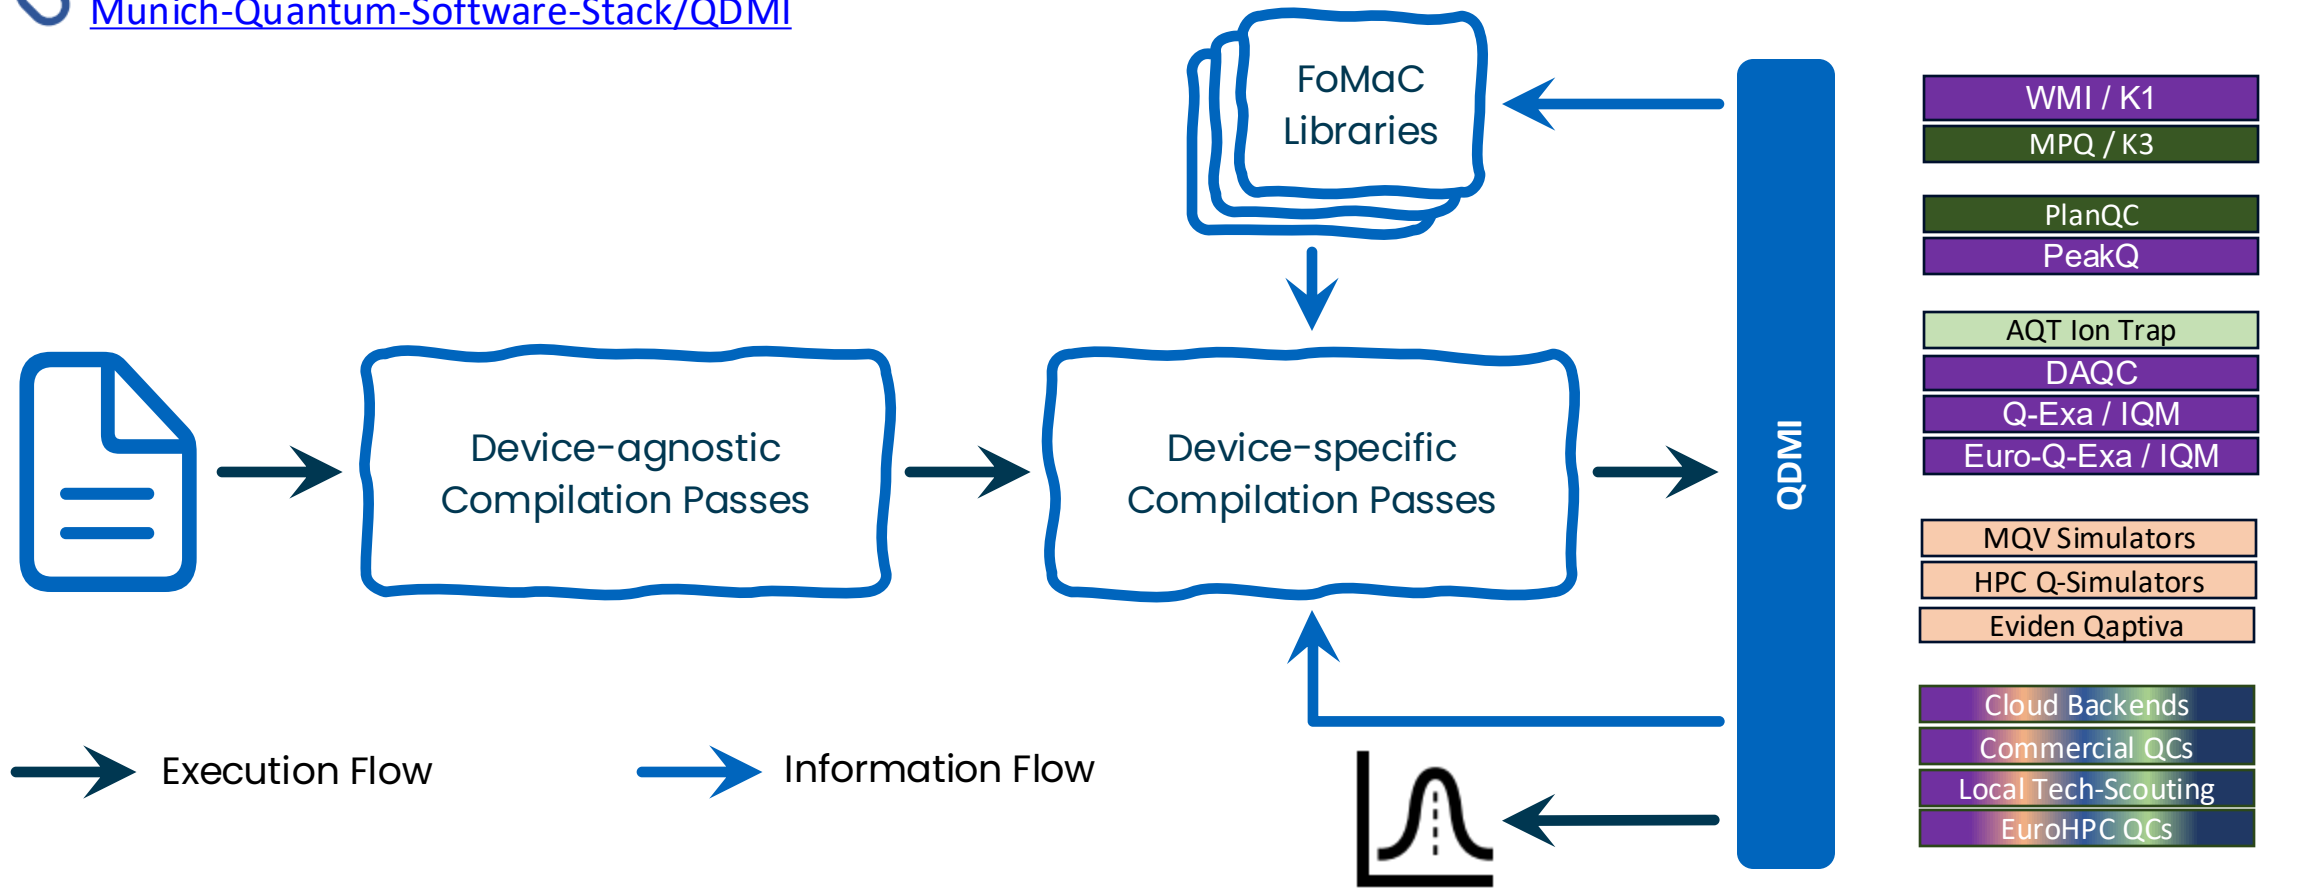 Munich-Quantum-Software-Stack/QDMI
FoMaC
Libraries
Device-agnostic
Compilation Passes
Device-specific
Compilation Passes
QDMI
WMI / K1
MPQ / K3
PlanQC
PeakQ
AQT Ion Trap
DAQC
Q-Exa / IQM
Euro-Q-Exa / IQM
MQV Simulators
HPC Q-Simulators
Eviden Qaptiva
Cloud Backends
Commercial QCs
Local Tech-Scouting
EuroHPC QCs
Execution Flow
Information Flow